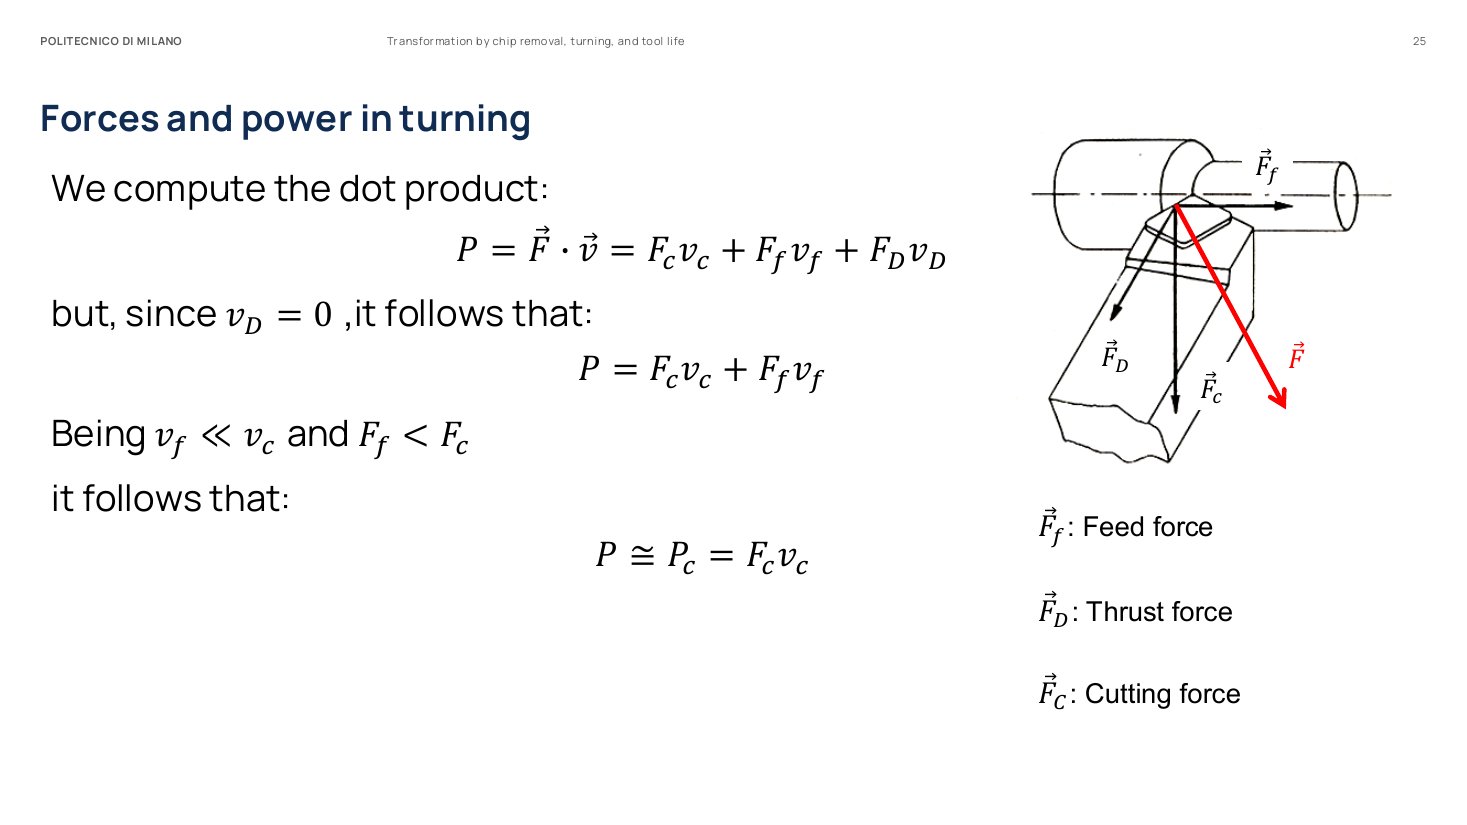 POLITECNICO DI MILANO
Transformation by chip removal, turning, and tool life
25
Forces and power in turning
We compute the dot product:
P = F⃗ · v⃗ = F_c v_c + F_f v_f + F_D v_D
but, since v_D = 0 ,it follows that:
P = F_c v_c + F_f v_f
Being v_f ≪ v_c and F_f < F_c
it follows that:
P ≅ P_c = F_c v_c
F⃗_f
F⃗_D
F⃗_c
F⃗
F⃗_f: Feed force
F⃗_D: Thrust force
F⃗_C: Cutting force